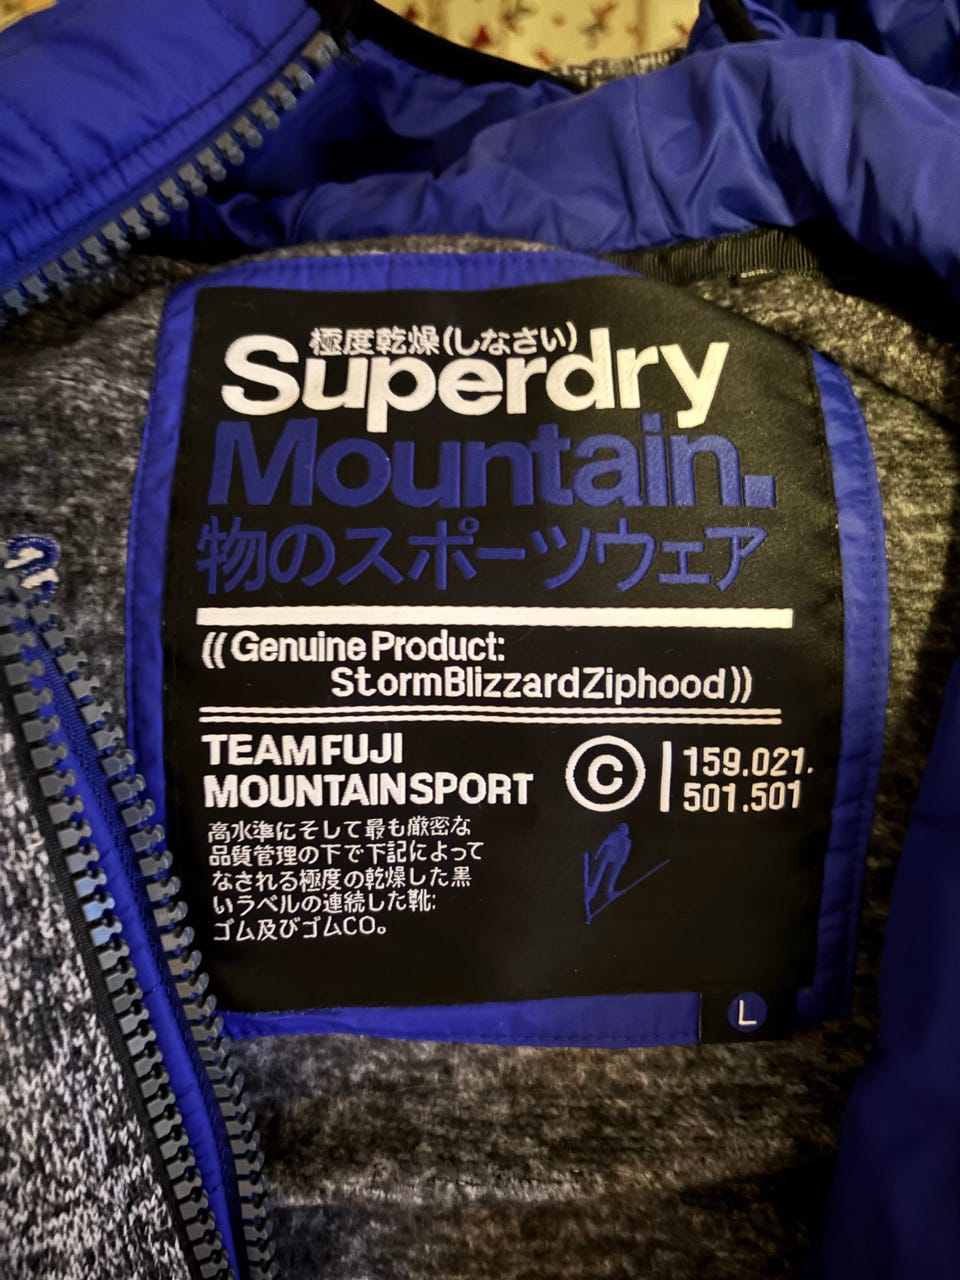 極度乾燥(しなさい)
Superdry
Mountain.
物のスポーツウェア
((Genuine Product:
StormBlizzardZiphood))
TEAM FUJI
MOUNTAIN SPORT
© 159.021.
501.501
高水準にそして最も厳密な
品質管理の下で下記によって
なされる極度の乾燥した黒
いラベルの連続した靴:
ゴム及びゴムCO。
L